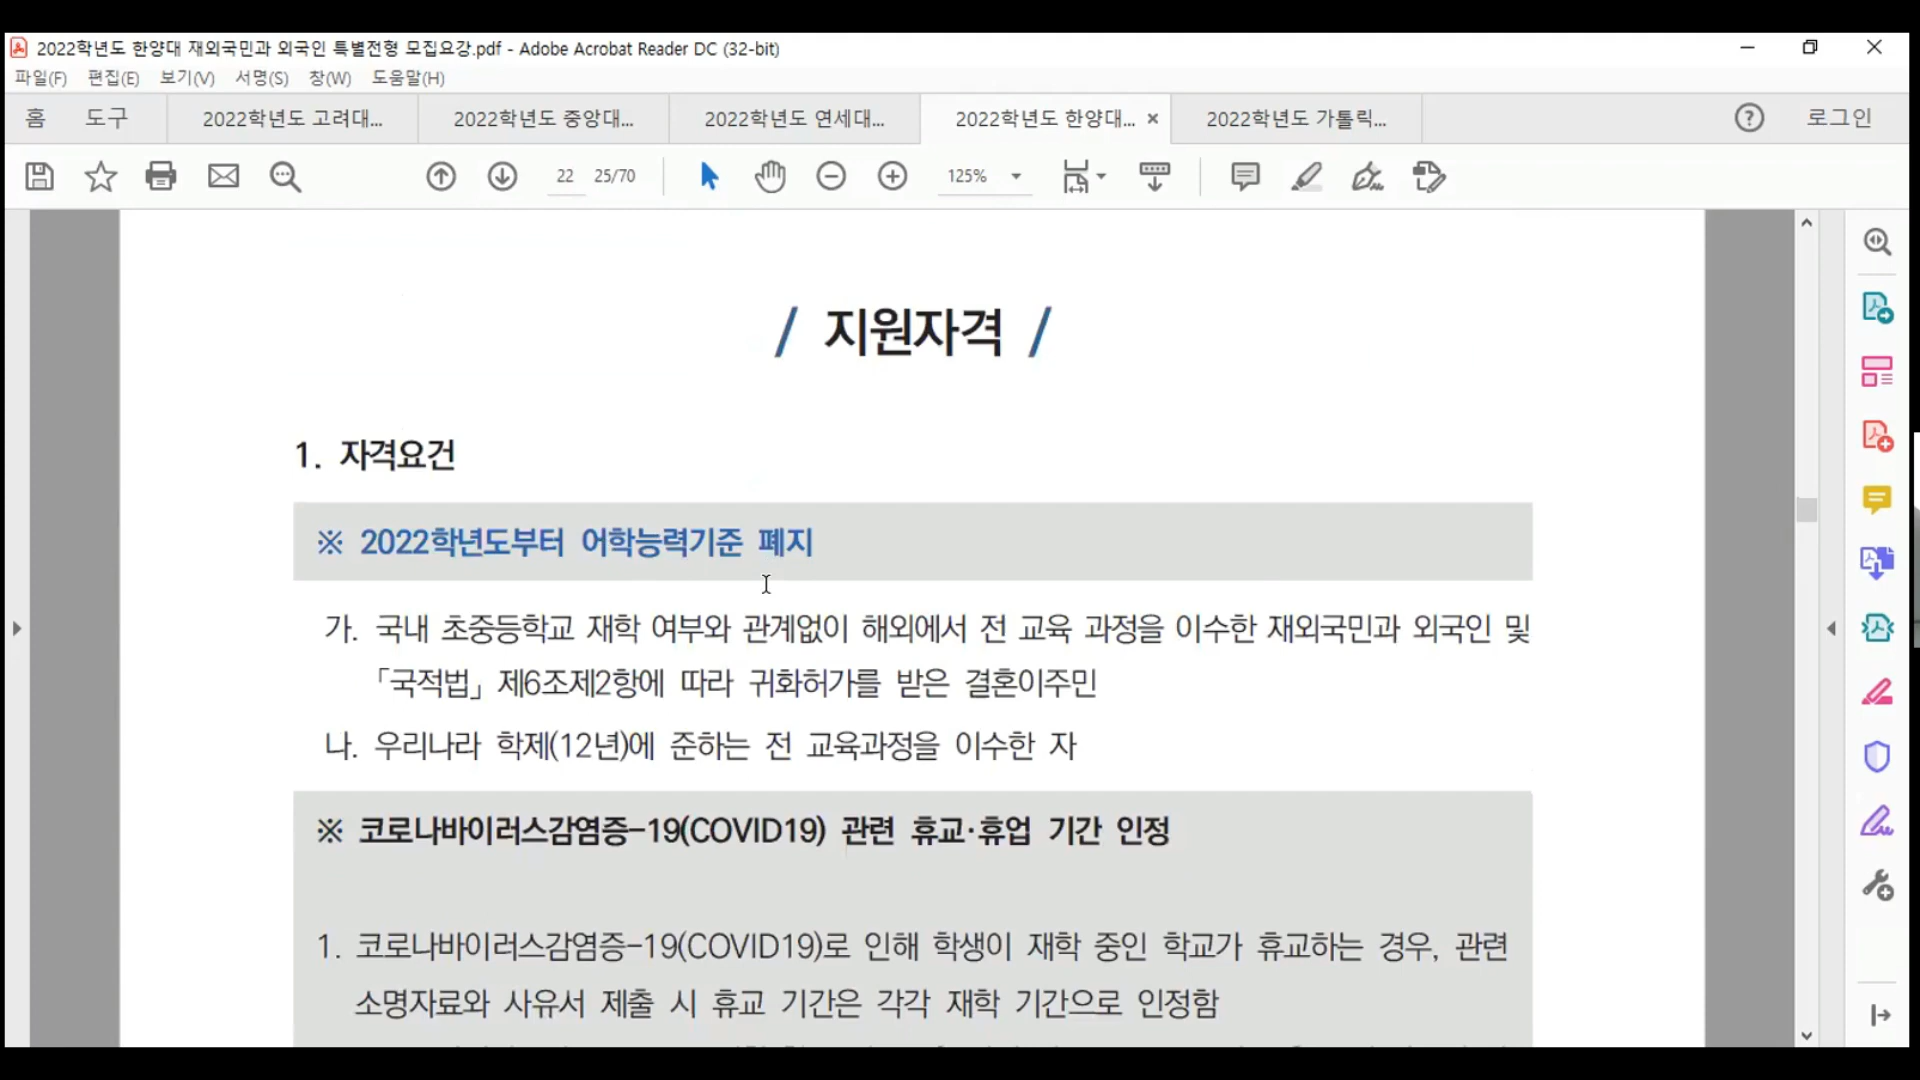 2022학년도 한양대 재외국민과 외국인 특별전형 모집요강.pdf - Adobe Acrobat Reader DC (32-bit)
파일(F) 편집(E) 보기(V) 서명(S) 창(W) 도움말(H)
홈 도구 2022학년도 고려대... 2022학년도 중앙대... 2022학년도 연세대... 2022학년도 한양대... 2022학년도 가톨릭... 로그인
22 25/70 125%
/ 지원자격 /
1. 자격요건
※ 2022학년도부터 어학능력기준 폐지
가. 국내 초중등학교 재학 여부와 관계없이 해외에서 전 교육 과정을 이수한 재외국민과 외국인 및
「국적법」 제6조제2항에 따라 귀화허가를 받은 결혼이주민
나. 우리나라 학제(12년)에 준하는 전 교육과정을 이수한 자
※ 코로나바이러스감염증-19(COVID19) 관련 휴교·휴업 기간 인정
1. 코로나바이러스감염증-19(COVID19)로 인해 학생이 재학 중인 학교가 휴교하는 경우, 관련
소명자료와 사유서 제출 시 휴교 기간은 각각 재학 기간으로 인정함